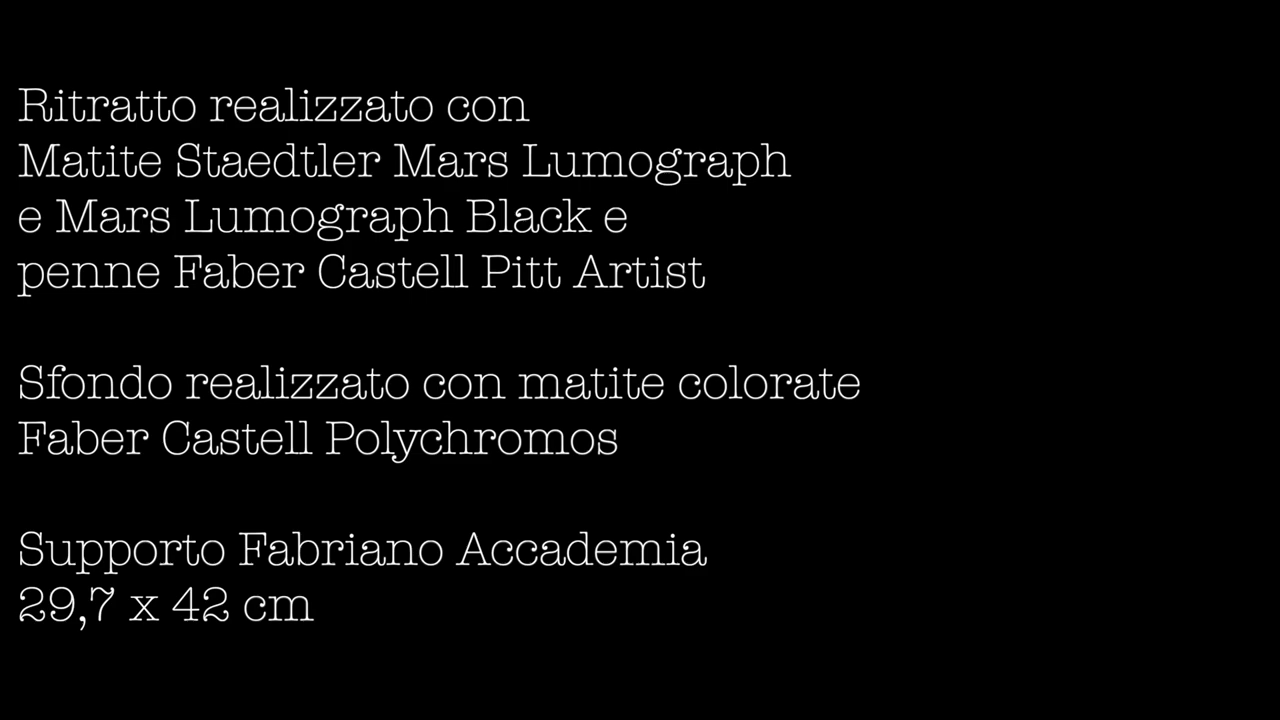 Ritratto realizzato con
Matite Staedtler Mars Lumograph
e Mars Lumograph Black e
penne Faber Castell Pitt Artist
Sfondo realizzato con matite colorate
Faber Castell Polychromos
Supporto Fabriano Accademia
29,7 x 42 cm